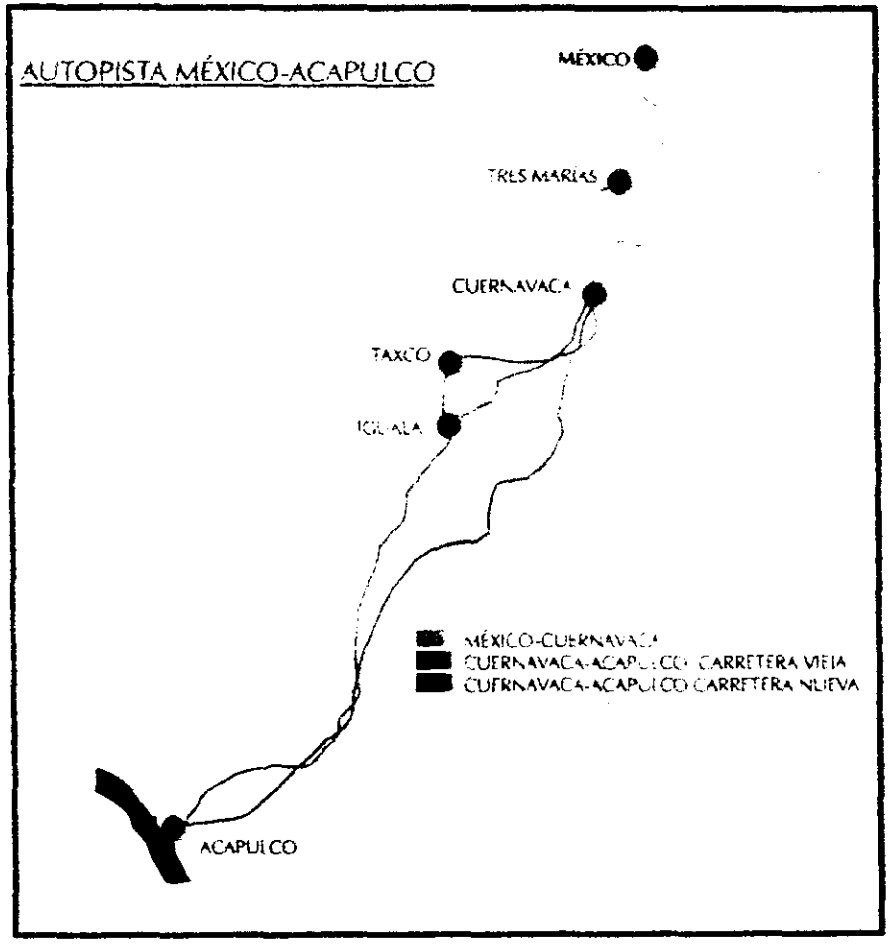 AUTOPISTA MÉXICO-ACAPULCO
MÉXICO
TRES MARÍAS
CUERNAVACA
TAXCO
IGUALA
MÉXICO-CUERNAVACA
CUERNAVACA-ACAPULCO CARRETERA VIEJA
CUERNAVACA-ACAPULCO CARRETERA NUEVA
ACAPULCO